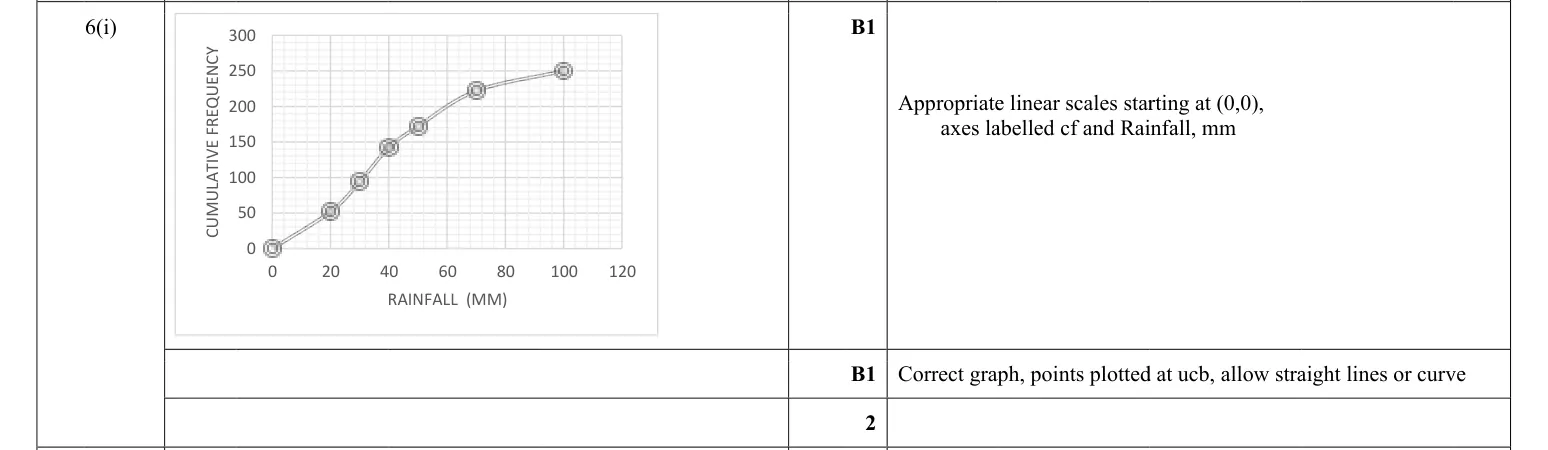 6(i)
B1
300
250
200
150
100
50
0
CUMULATIVE FREQUENCY
0 20 40 60 80 100 120
RAINFALL (MM)
Appropriate linear scales starting at (0,0),
axes labelled cf and Rainfall, mm
B1 Correct graph, points plotted at ucb, allow straight lines or curve
2